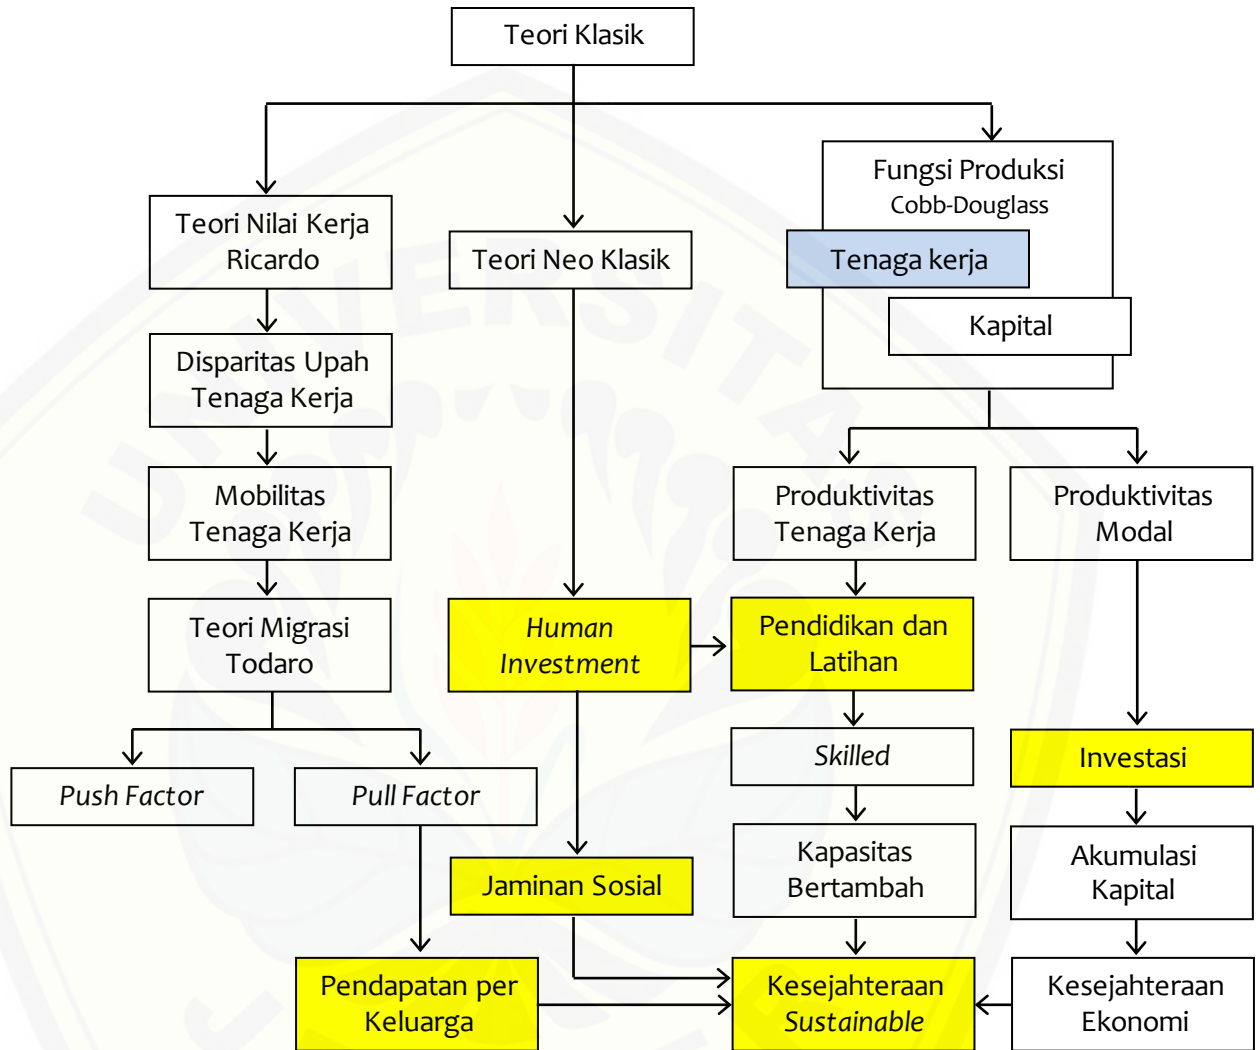 Teori Klasik
Fungsi Produksi
Cobb-Douglass
Teori Nilai Kerja
Ricardo
Teori Neo Klasik
Tenaga kerja
Kapital
Disparitas Upah
Tenaga Kerja
Mobilitas
Tenaga Kerja
Produktivitas
Tenaga Kerja
Produktivitas
Modal
Teori Migrasi
Todaro
Human
Investment
Pendidikan dan
Latihan
Push Factor
Pull Factor
Skilled
Investasi
Jaminan Sosial
Kapasitas
Bertambah
Akumulasi
Kapital
Pendapatan per
Keluarga
Kesejahteraan
Sustainable
Kesejahteraan
Ekonomi
UNIVERSITAS